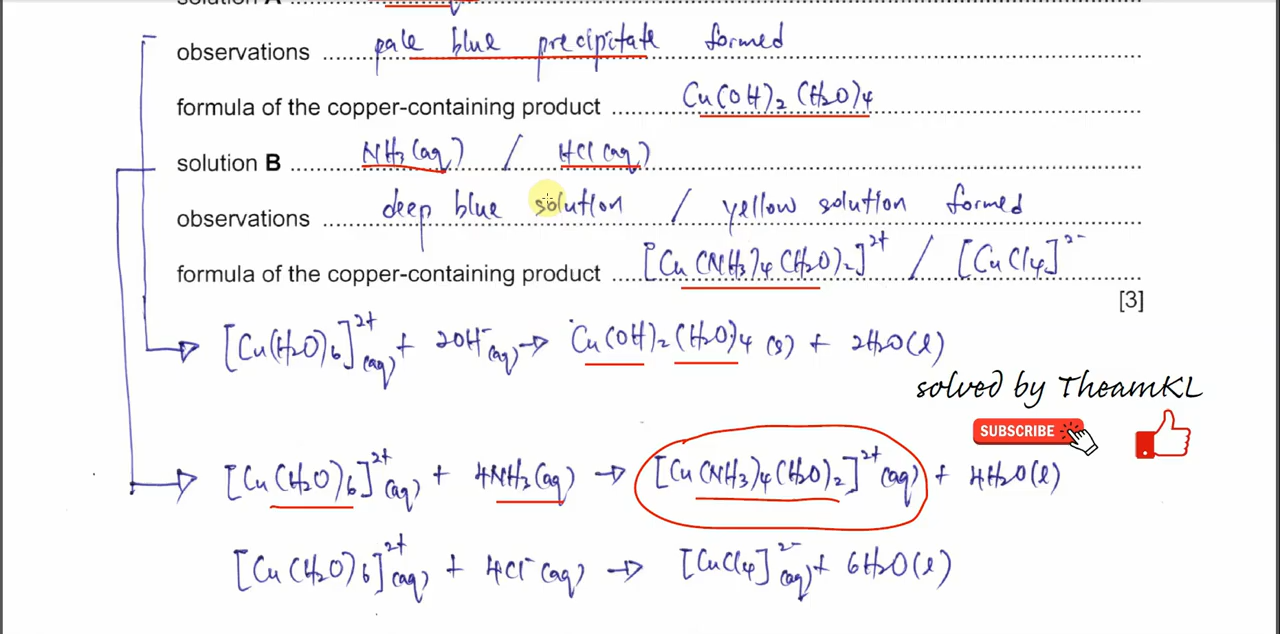 observations pale blue precipitate formed
formula of the copper-containing product Cu(OH)₂(H₂O)₄
solution B NH₃(aq) / HCl(aq)
observations deep blue solution / yellow solution formed
formula of the copper-containing product [Cu(NH₃)₄(H₂O)₂]²⁺ / [CuCl₄]²⁻
[3]
[Cu(H₂O)₆]²⁺(aq) + 2OH⁻(aq) → Cu(OH)₂(H₂O)₄(s) + 2H₂O(l)
solved by TheamKL
SUBSCRIBE
[Cu(H₂O)₆]²⁺(aq) + 4NH₃(aq) → [Cu(NH₃)₄(H₂O)₂]²⁺(aq) + 4H₂O(l)
[Cu(H₂O)₆]²⁺(aq) + 4Cl⁻(aq) → [CuCl₄]²⁻(aq) + 6H₂O(l)